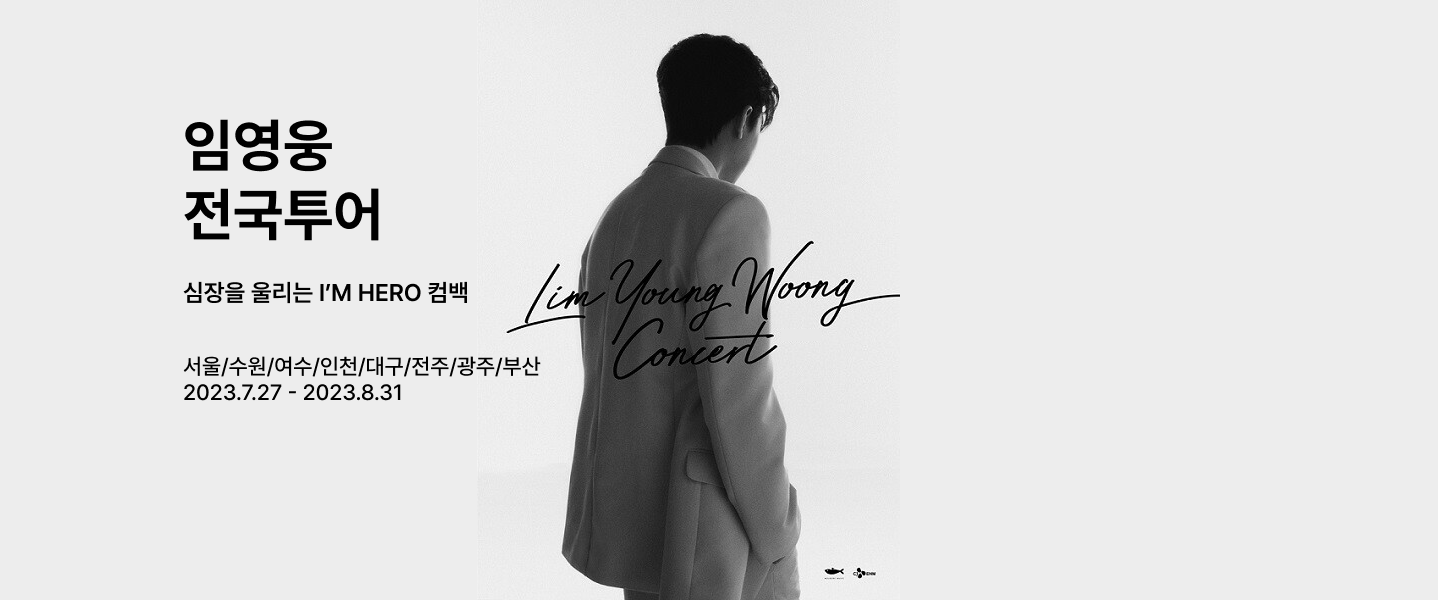 임영웅
전국투어
심장을 울리는 I’M HERO 컴백
서울/수원/여수/인천/대구/전주/광주/부산
2023.7.27 - 2023.8.31
Lim Young Woong
Concert
CJ ENM